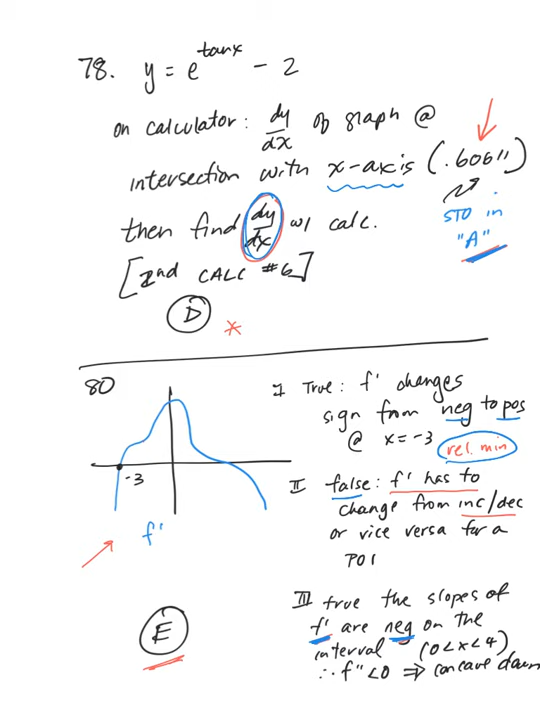 78. y = e^tanx - 2
on calculator: dy/dx of graph @
intersection with x-axis (.60611)
then find dy/dx w/ calc.
STO in
"A"
[2nd CALC #6]
D *
80
I True: f' changes
sign from neg to pos
@ x = -3 rel. min
-3
f'
II false: f' has to
change from inc/dec
or vice versa for a
POI
III true the slopes of
f' are neg on the
interval (0<x<4)
∴ f"<0 ⇒ concave down
E